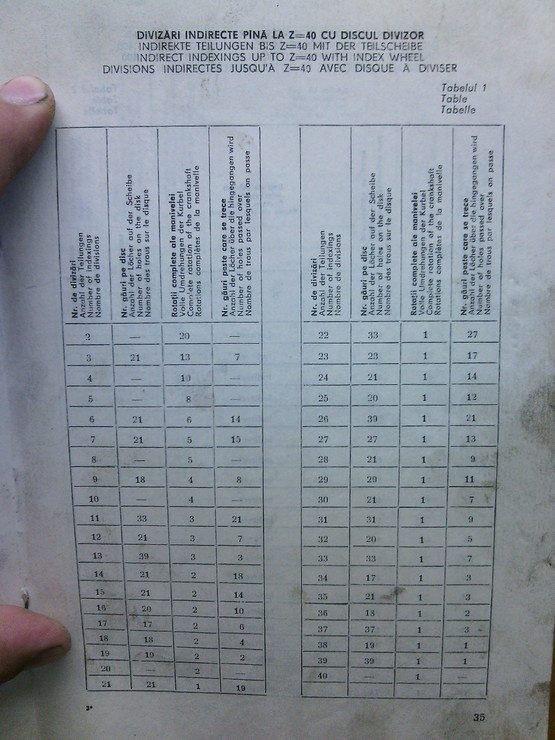 DIVIZĂRI INDIRECTE PÎNĂ LA Z=40 CU DISCUL DIVIZOR
INDIREKTE TEILUNGEN BIS Z=40 MIT DER TEILSCHEIBE
INDIRECT INDEXINGS UP TO Z=40 WITH INDEX WHEEL
DIVISIONS INDIRECTES JUSQU'À Z=40 AVEC DISQUE À DIVISER
Tabelul 1
Table
Tabelle
Nr. de divizări
Anzahl der Teilungen
Number of indexings
Nombre de divisions
Nr. găuri pe disc
Anzahl der Löcher auf der Scheibe
Number of holes on the disk
Nombre des trous sur le disque
Rotații complete ale manivelei
Volle Umdrehungen der Kurbel
Complete rotation of the crankshaft
Rotations complètes de la manivelle
Nr. găuri peste care se trece
Anzahl der Löcher über die hingegangen wird
Number of holes passed over
Nombre de trou par resquels on passe
2 — 20
3 21 13 7
4 — 10 —
5 — 8 —
6 21 6 14
7 21 5 15
8 — 5 —
9 18 4 8
10 — 4 —
11 33 3 21
12 21 3 7
13 39 3 3
14 21 2 18
15 21 2 14
16 20 2 10
17 17 2 6
18 18 2 4
19 19 2 2
20 — 2 —
21 21 1 19
Nr. de divizări
Anzahl der Teilungen
Number of indexings
Nombre de divisions
Nr. găuri pe disc
Anzahl der Löcher auf der Scheibe
Number of holes on the disk
Nombre des trous sur le disque
Rotații complete ale manivelei
Volle Umdrehungen der Kurbel
Complete rotation of the crankshaft
Rotations complètes de la manivelle
Nr. găuri peste care se trece
Anzahl der Löcher über die hingegangen wird
Number of holes passed over
Nombre de trou par resquels on passe
22 33 1 27
23 23 1 17
24 21 1 14
25 20 1 12
26 39 1 21
27 27 1 13
28 21 1 9
29 29 1 11
30 21 1 7
31 31 1 9
32 20 1 5
33 33 1 7
34 17 1 3
35 21 1 3
36 18 1 2
37 37 1 3
38 19 1 1
39 39 1 1
40 — 1 —
2*
35